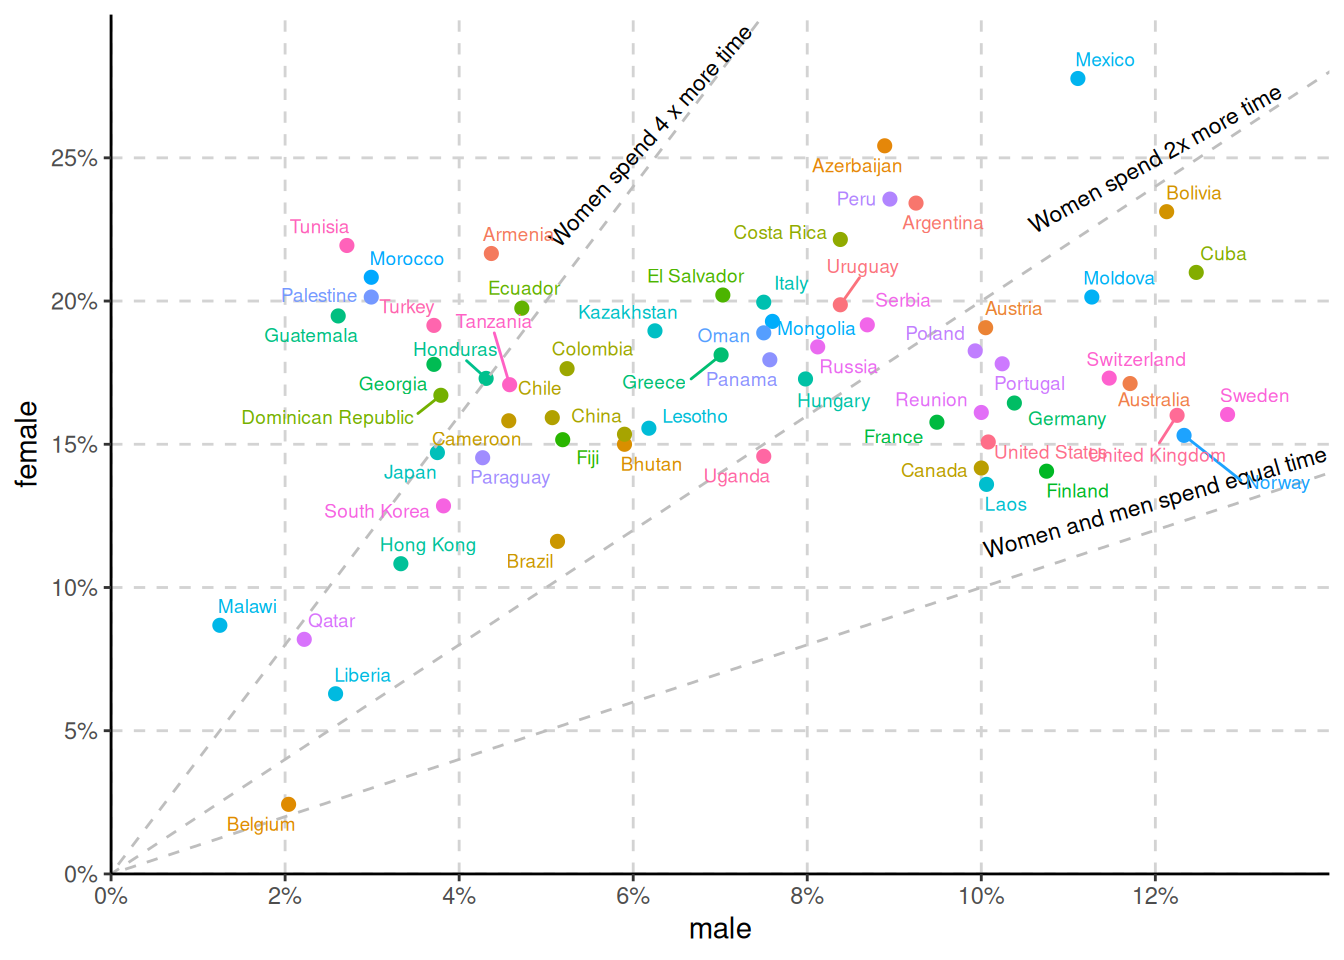 Mexico
Women spend 4 x more time
Women spend 2x more time
25%
Azerbaijan
Bolivia
Peru
Argentina
Tunisia
Armenia
Costa Rica
Cuba
Morocco
Uruguay
El Salvador
Italy
Moldova
Palestine
Ecuador
20%
Serbia
Turkey
Kazakhstan
Austria
Guatemala
Tanzania
Oman
Mongolia
Poland
Honduras
Colombia
Switzerland
Russia
Greece
Panama
Georgia
Chile
Portugal
Sweden
Hungary
Reunion
Australia
Dominican Republic
China
Lesotho
Germany
Cameroon
France
15%
United States
United Kingdom
Fiji
Bhutan
Japan
Paraguay
Uganda
Canada
Norway
Finland
Laos
South Korea
Women and men spend equal time
Hong Kong
Brazil
10%
Malawi
Qatar
Liberia
5%
Belgium
0%
0%
2%
4%
6%
8%
10%
12%
male
female